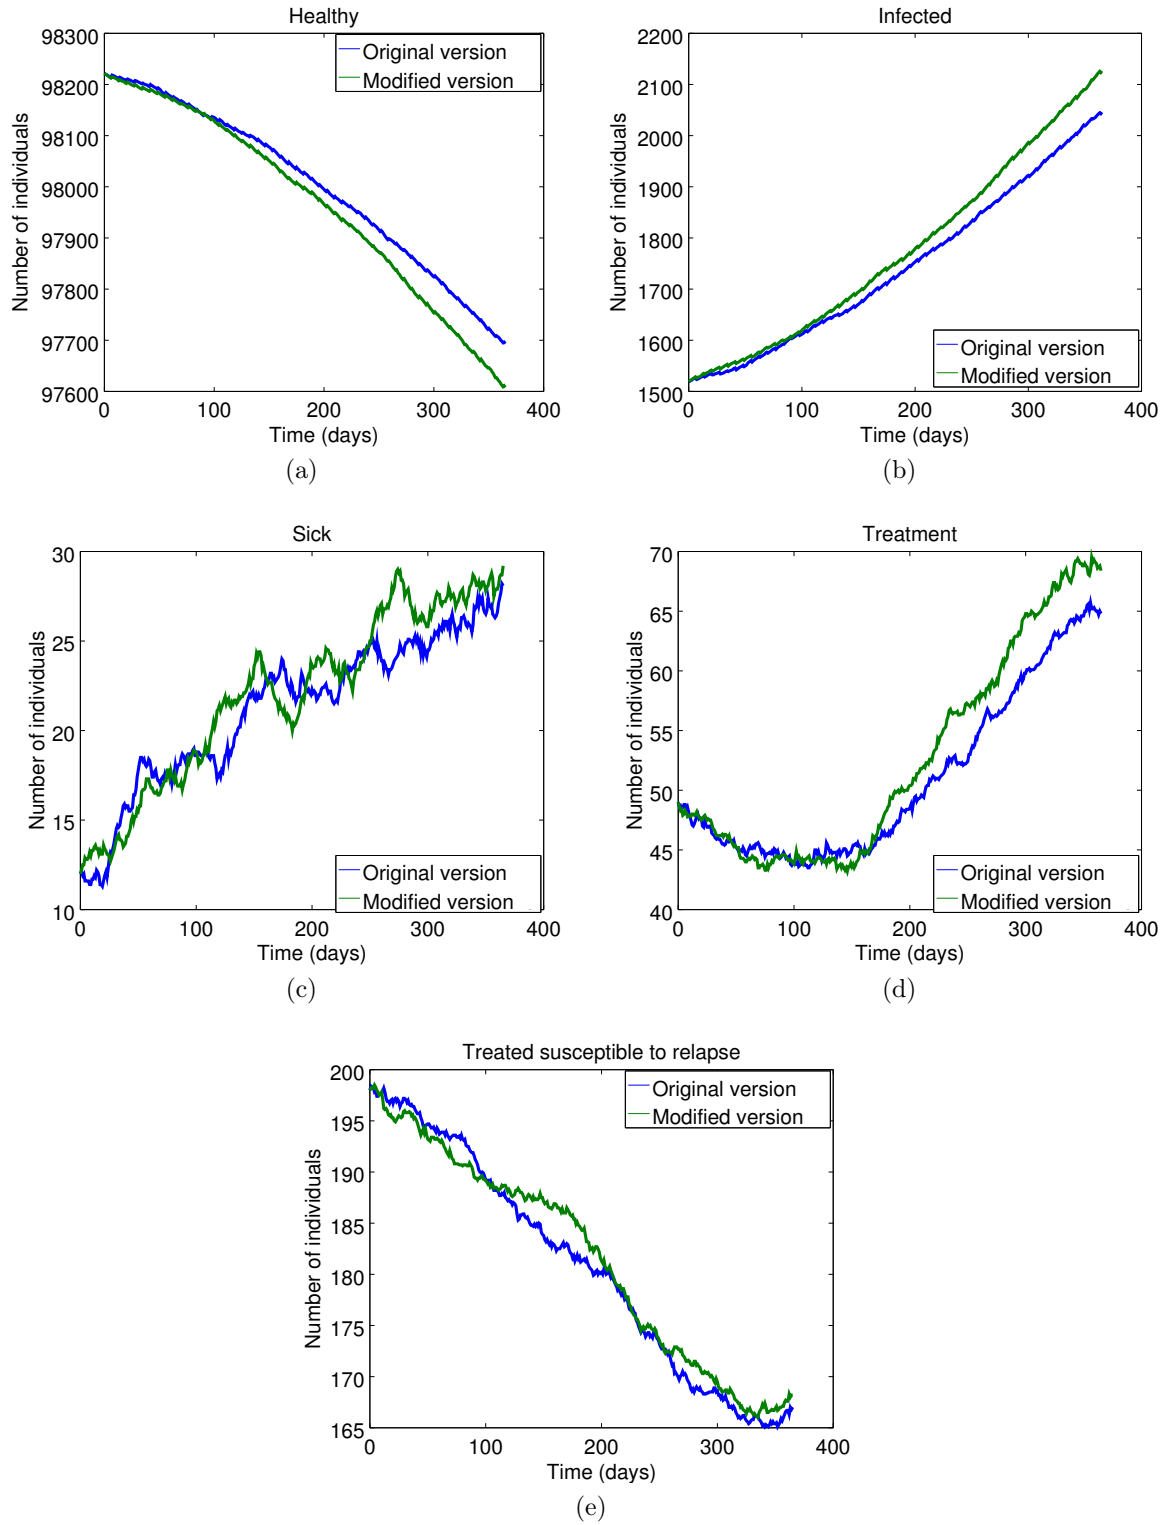 Healthy
98300
98200
98100
98000
97900
97800
97700
97600
0 100 200 300 400
Number of individuals
Time (days)
Original version
Modified version
(a)
Infected
2200
2100
2000
1900
1800
1700
1600
1500
0 100 200 300 400
Number of individuals
Time (days)
Original version
Modified version
(b)
Sick
30
25
20
15
10
0 100 200 300 400
Number of individuals
Time (days)
Original version
Modified version
(c)
Treatment
70
65
60
55
50
45
40
0 100 200 300 400
Number of individuals
Time (days)
Original version
Modified version
(d)
Treated susceptible to relapse
200
195
190
185
180
175
170
165
0 100 200 300 400
Number of individuals
Time (days)
Original version
Modified version
(e)